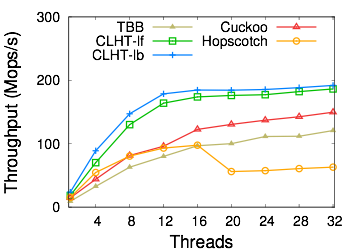 300
200
100
0
Throughput (Mops/s)
TBB
CLHT-lf
CLHT-lb
Cuckoo
Hopscotch
4 8 12 16 20 24 28 32
Threads